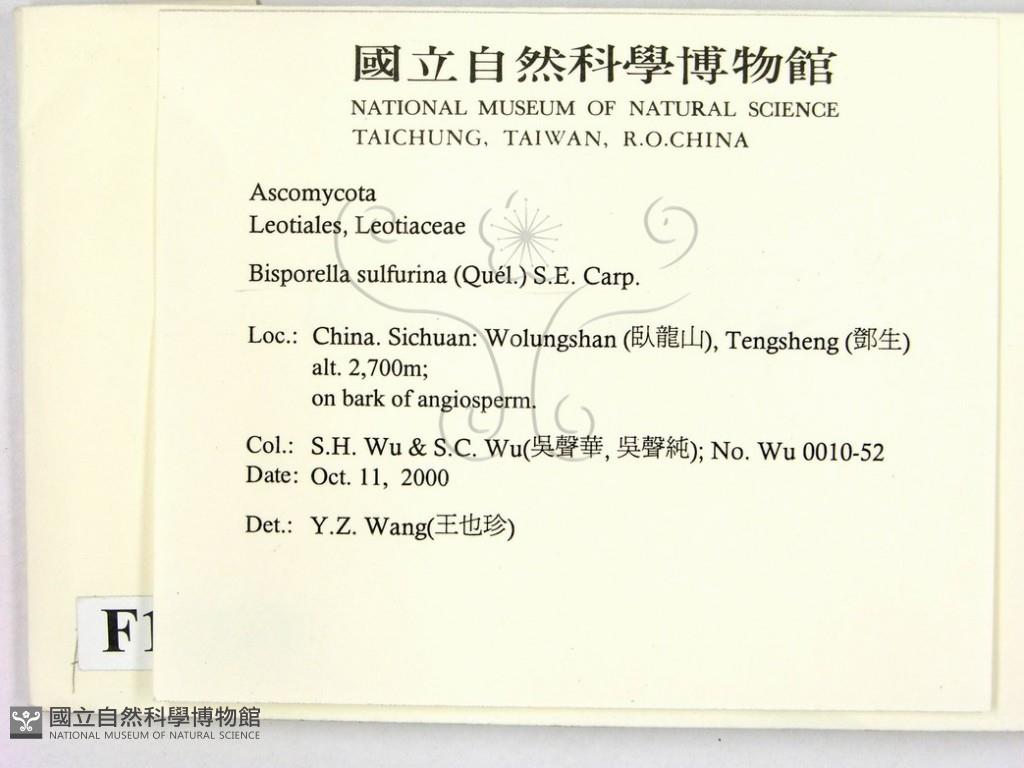 國立自然科學博物館
NATIONAL MUSEUM OF NATURAL SCIENCE
TAICHUNG, TAIWAN, R.O.CHINA
Ascomycota
Leotiales, Leotiaceae
Bisporella sulfurina (Quél.) S.E. Carp.
Loc.: China. Sichuan: Wolungshan (臥龍山), Tengsheng (鄧生)
alt. 2,700m;
on bark of angiosperm.
Col.: S.H. Wu & S.C. Wu(吳聲華, 吳聲純); No. Wu 0010-52
Date: Oct. 11, 2000
Det.: Y.Z. Wang(王也珍)
F1
國立自然科學博物館
NATIONAL MUSEUM OF NATURAL SCIENCE